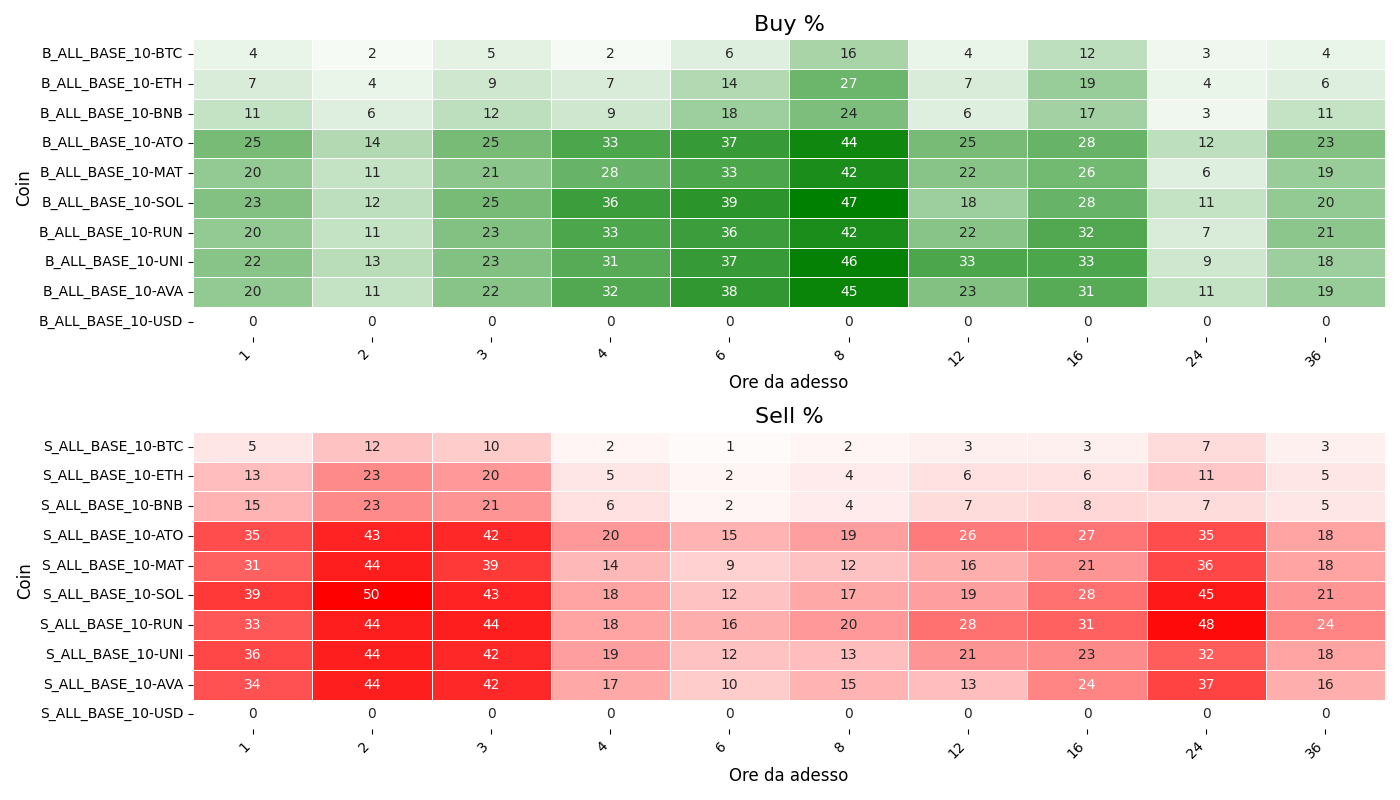 Buy %
Coin
B_ALL_BASE_10-BTC 4 2 5 2 6 16 4 12 3 4
B_ALL_BASE_10-ETH 7 4 9 7 14 27 7 19 4 6
B_ALL_BASE_10-BNB 11 6 12 9 18 24 6 17 3 11
B_ALL_BASE_10-ATO 25 14 25 33 37 44 25 28 12 23
B_ALL_BASE_10-MAT 20 11 21 28 33 42 22 26 6 19
B_ALL_BASE_10-SOL 23 12 25 36 39 47 18 28 11 20
B_ALL_BASE_10-RUN 20 11 23 33 36 42 22 32 7 21
B_ALL_BASE_10-UNI 22 13 23 31 37 46 33 33 9 18
B_ALL_BASE_10-AVA 20 11 22 32 38 45 23 31 11 19
B_ALL_BASE_10-USD 0 0 0 0 0 0 0 0 0 0
1 2 3 4 6 8 12 16 24 36
Ore da adesso
Sell %
Coin
S_ALL_BASE_10-BTC 5 12 10 2 1 2 3 3 7 3
S_ALL_BASE_10-ETH 13 23 20 5 2 4 6 6 11 5
S_ALL_BASE_10-BNB 15 23 21 6 2 4 7 8 7 5
S_ALL_BASE_10-ATO 35 43 42 20 15 19 26 27 35 18
S_ALL_BASE_10-MAT 31 44 39 14 9 12 16 21 36 18
S_ALL_BASE_10-SOL 39 50 43 18 12 17 19 28 45 21
S_ALL_BASE_10-RUN 33 44 44 18 16 20 28 31 48 24
S_ALL_BASE_10-UNI 36 44 42 19 12 13 21 23 32 18
S_ALL_BASE_10-AVA 34 44 42 17 10 15 13 24 37 16
S_ALL_BASE_10-USD 0 0 0 0 0 0 0 0 0 0
1 2 3 4 6 8 12 16 24 36
Ore da adesso